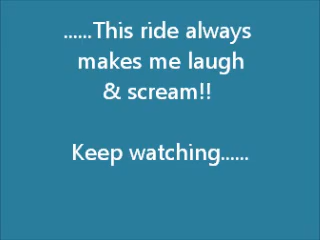 ......This ride always
makes me laugh
& scream!!
Keep watching......